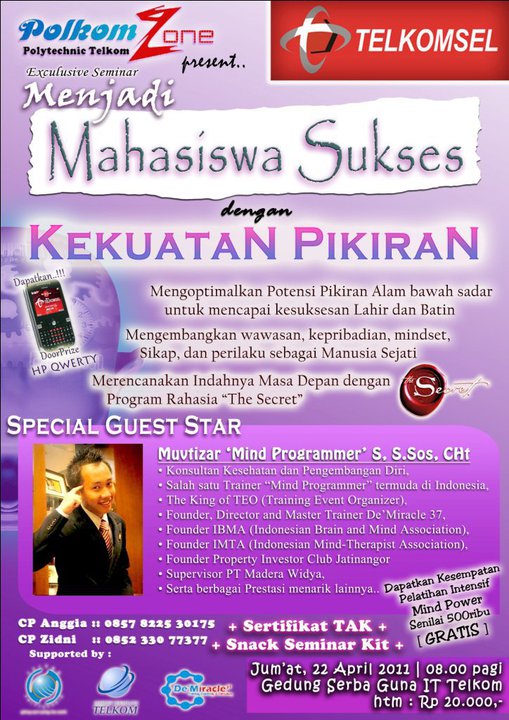 Polkom Zone
Polytechnic Telkom
present..
TELKOMSEL
Exculusive Seminar
Menjadi
Mahasiswa Sukses
dengan
KEKUATAN PIKIRAN
Dapatkan..!!!
DoorPrize
HP QWERTY
Mengoptimalkan Potensi Pikiran Alam bawah sadar
untuk mencapai kesuksesan Lahir dan Batin
Mengembangkan wawasan, kepribadian, mindset,
Sikap, dan perilaku sebagai Manusia Sejati
Merencanakan Indahnya Masa Depan dengan
Program Rahasia "The Secret"
The Secret
SPECIAL GUEST STAR
Muvtizar "Mind Programmer" S, S.Sos, CHt
• Konsultan Kesehatan dan Pengembangan Diri,
• Salah satu Trainer "Mind Programmer" termuda di Indonesia,
• The King of TEO (Training Event Organizer),
• Founder, Director and Master Trainer De'Miracle 37,
• Founder IBMA (Indonesian Brain and Mind Association),
• Founder IMTA (Indonesian Mind-Therapist Association),
• Founder Property Investor Club Jatinangor
• Supervisor PT Madera Widya,
• Serta berbagai Prestasi menarik lainnya..
Dapatkan Kesempatan
Pelatihan Intensif
Mind Power
Senilai 500ribu
[ GRATIS ]
CP Anggia :: 0857 8225 30175
CP Zidni :: 0852 330 77377
+ Sertifikat TAK +
+ Snack Seminar Kit +
Supported by :
TELKOM
De Miracle
Jum'at, 22 April 2011 | 08.00 pagi
Gedung Serba Guna IT Telkom
htm : Rp 20.000,-